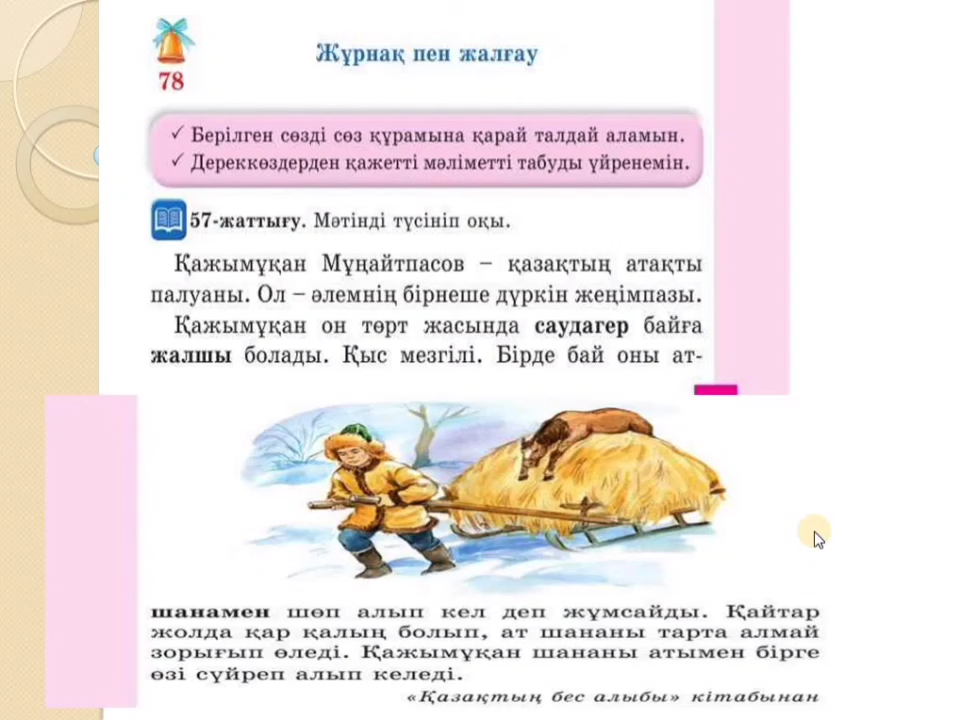 78
Жұрнақ пен жалғау
✓ Берілген сөзді сөз құрамына қарай талдай аламын.
✓ Дереккөздерден қажетті мәліметті табуды үйренемін.
57-жаттығу. Мәтінді түсініп оқы.
Қажымұқан Мұңайтпасов – қазақтың атақты
палуаны. Ол – әлемнің бірнеше дүркін жеңімпазы.
Қажымұқан он төрт жасында саудагер байға
жалшы болады. Қыс мезгілі. Бірде бай оны ат-
шанамен шөп алып кел деп жұмсайды. Қайтар
жолда қар қалың болып, ат шананы тарта алмай
зорығып өледі. Қажымұқан шананы атымен бірге
өзі сүйреп алып келеді.
«Қазақтың бес алыбы» кітабынан